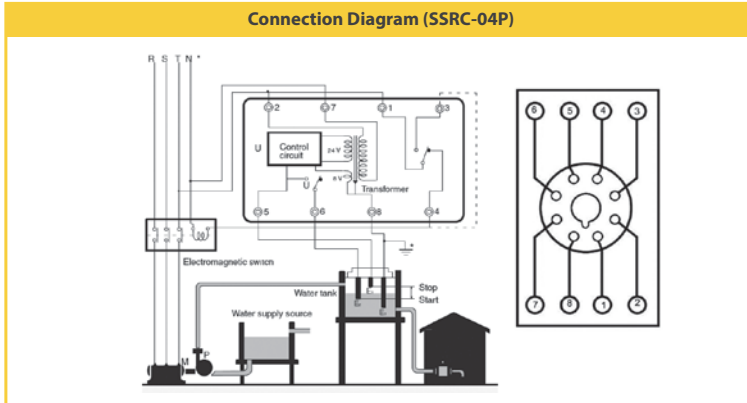 Connection Diagram (SSRC-04P)
R S T N *
2 7 1 3
U
Control
circuit
24 V
8 V
U
Transformer
5 6 8 4
Electromagnetic switch
Water tank
Stop
Start
Water supply source
M P
6 5 4 3
7 8 1 2